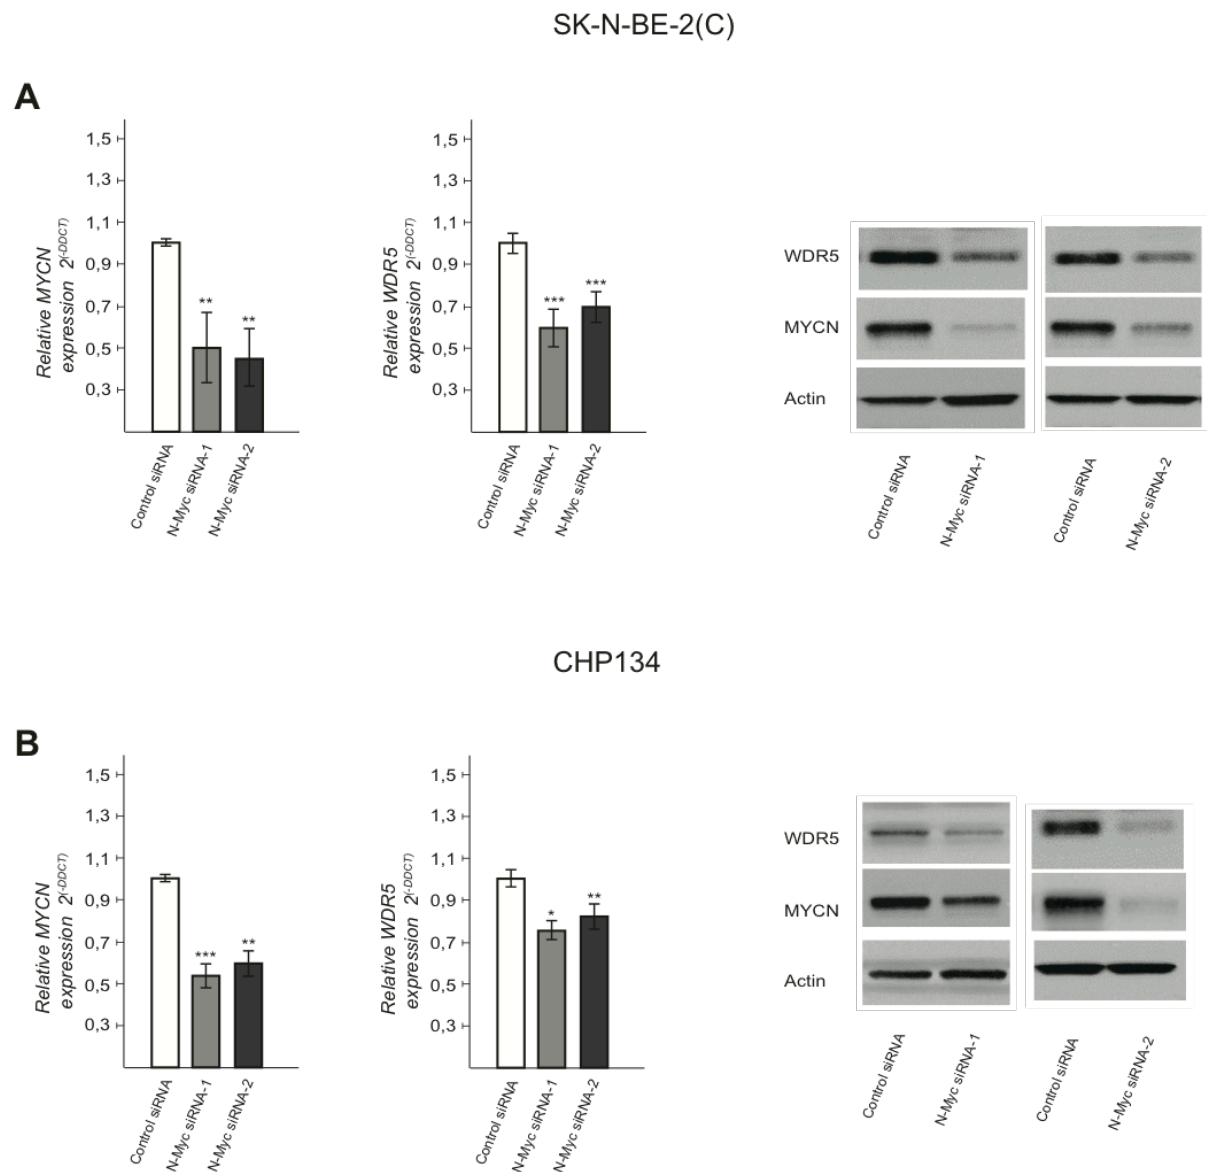 SK-N-BE-2(C)
A
Relative MYCN
expression 2(-DDCT)
1,5
1,3
1,1
0,9
0,7
0,5
0,3
**
**
Control siRNA
N-Myc siRNA-1
N-Myc siRNA-2
Relative WDR5
expression 2(-DDCT)
1,5
1,3
1,1
0,9
0,7
0,5
0,3
***
***
Control siRNA
N-Myc siRNA-1
N-Myc siRNA-2
WDR5
MYCN
Actin
Control siRNA
N-Myc siRNA-1
Control siRNA
N-Myc siRNA-2
CHP134
B
Relative MYCN
expression 2(-DDCT)
1,5
1,3
1,1
0,9
0,7
0,5
0,3
***
**
Control siRNA
N-Myc siRNA-1
N-Myc siRNA-2
Relative WDR5
expression 2(-DDCT)
1,5
1,3
1,1
0,9
0,7
0,5
0,3
*
**
Control siRNA
N-Myc siRNA-1
N-Myc siRNA-2
WDR5
MYCN
Actin
Control siRNA
N-Myc siRNA-1
Control siRNA
N-Myc siRNA-2